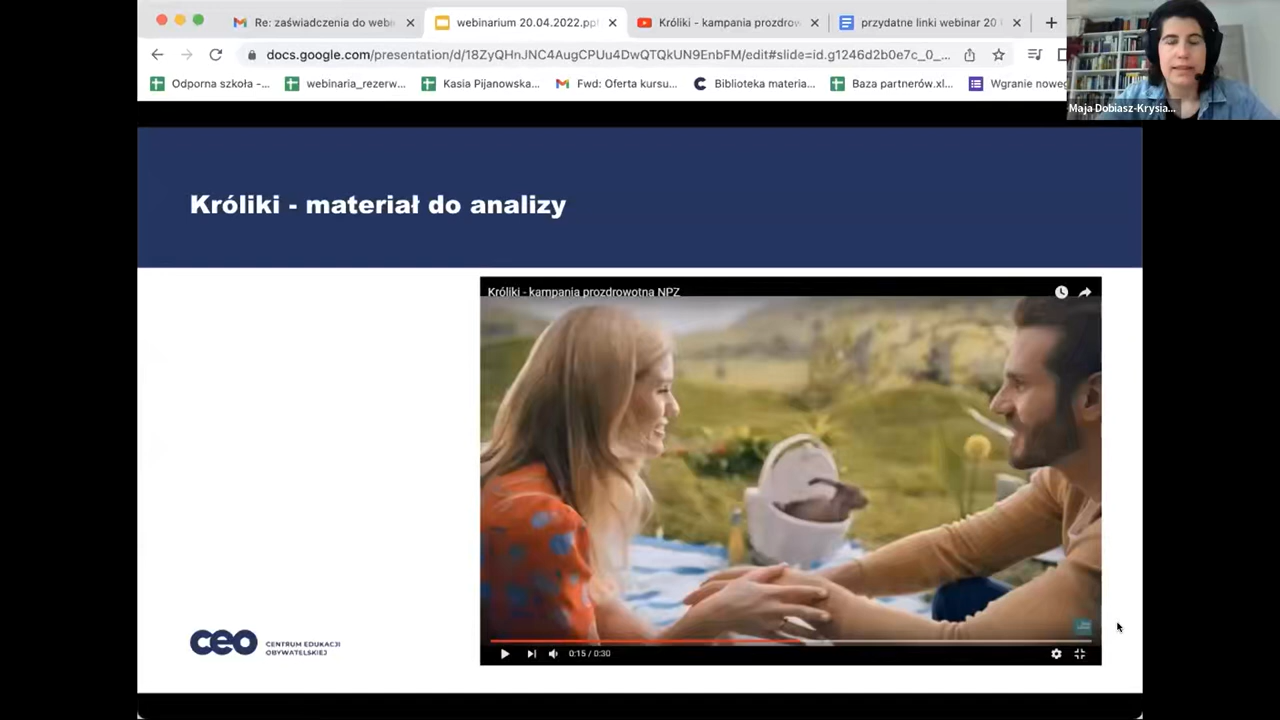 Re: zaświadczenia do webi
webinarium 20.04.2022.ppt
Króliki - kampania prozdrow
przydatne linki webinar 20
docs.google.com/presentation/d/18ZyQHnJNC4AugCPUu4DwQTQkUN9EnbFM/edit#slide=id.g1246d2b0e7c_0_...
Odporna szkoła -...
webinaria_rezerw...
Kasia Pijanowska...
Fwd: Oferta kursu...
Biblioteka materia...
Baza partnerów.xl...
Wgranie noweg
Maja Dobiasz-Krysia...
Króliki - materiał do analizy
Króliki - kampania prozdrowotna NPZ
0:15 / 0:30
ceo CENTRUM EDUKACJI
OBYWATELSKIEJ